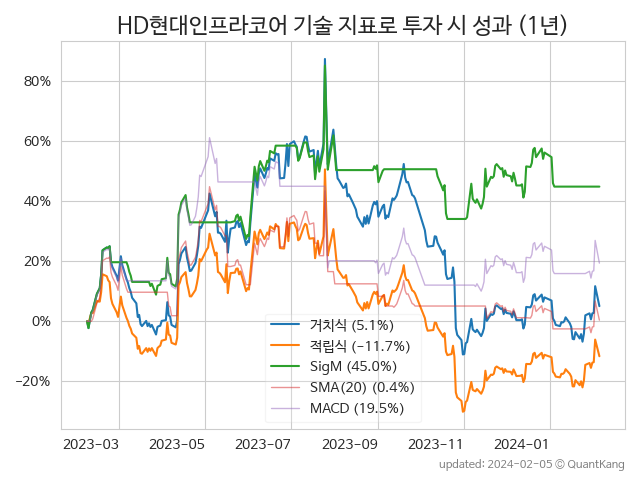 HD현대인프라코어 기술 지표로 투자 시 성과 (1년)
80%
60%
40%
20%
0%
−20%
거치식 (5.1%)
적립식 (−11.7%)
SigM (45.0%)
SMA(20) (0.4%)
MACD (19.5%)
2023-03 2023-05 2023-07 2023-09 2023-11 2024-01
updated: 2024-02-05 © QuantKang